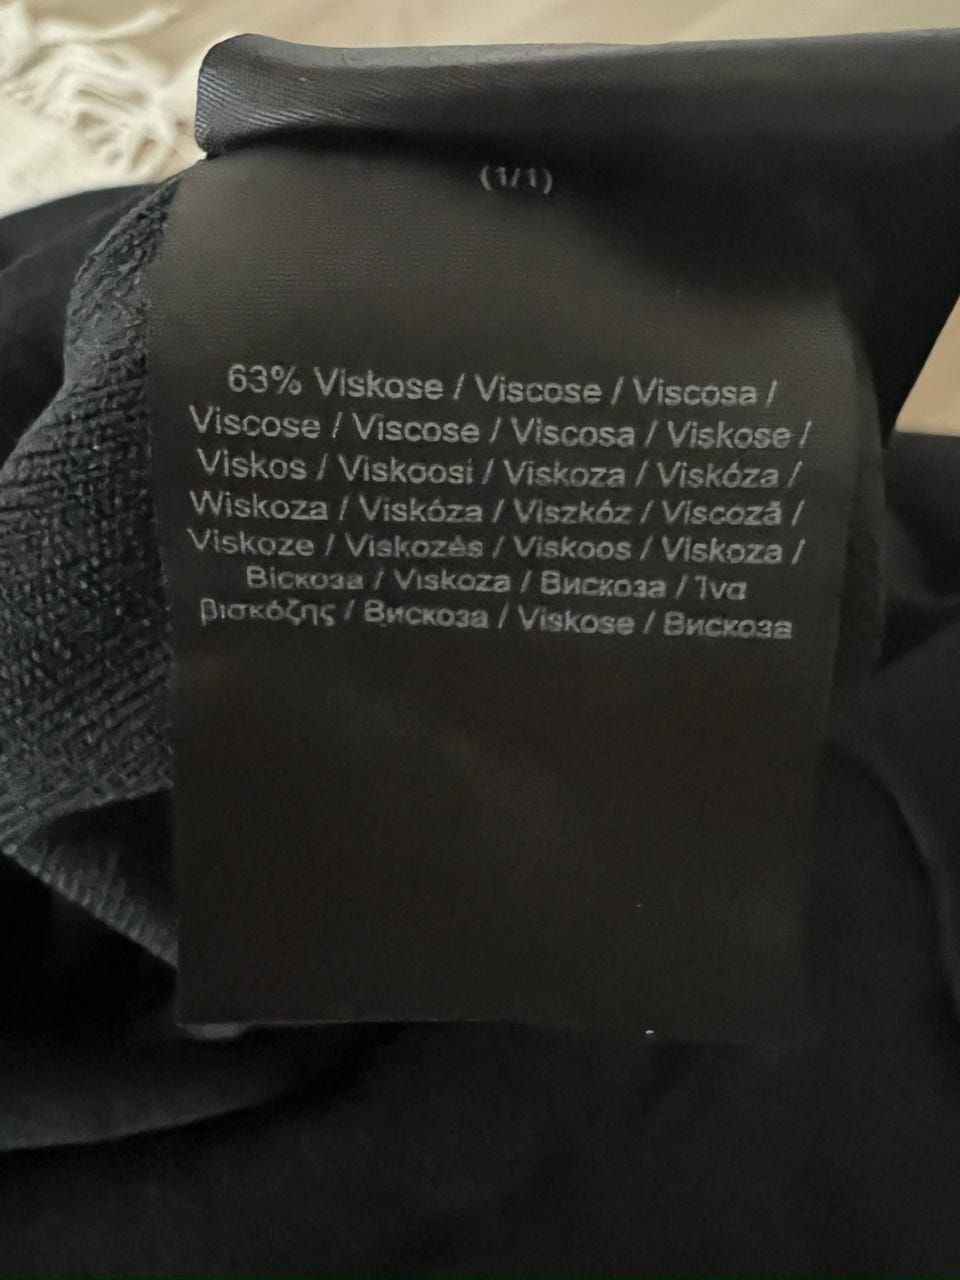 (1/1)
63% Viskose / Viscose / Viscosa /
Viscose / Viscose / Viscosa / Viskose /
Viskos / Viskoosi / Viskoza / Viskóza /
Wiskoza / Viskóza / Viszkóz / Viscoză /
Viskoze / Viskozės / Viskoos / Viskoza /
Віскоза / Viskoza / Вискоза / Ίνα
βισκόζης / Вискоза / Viskose / Вискоза